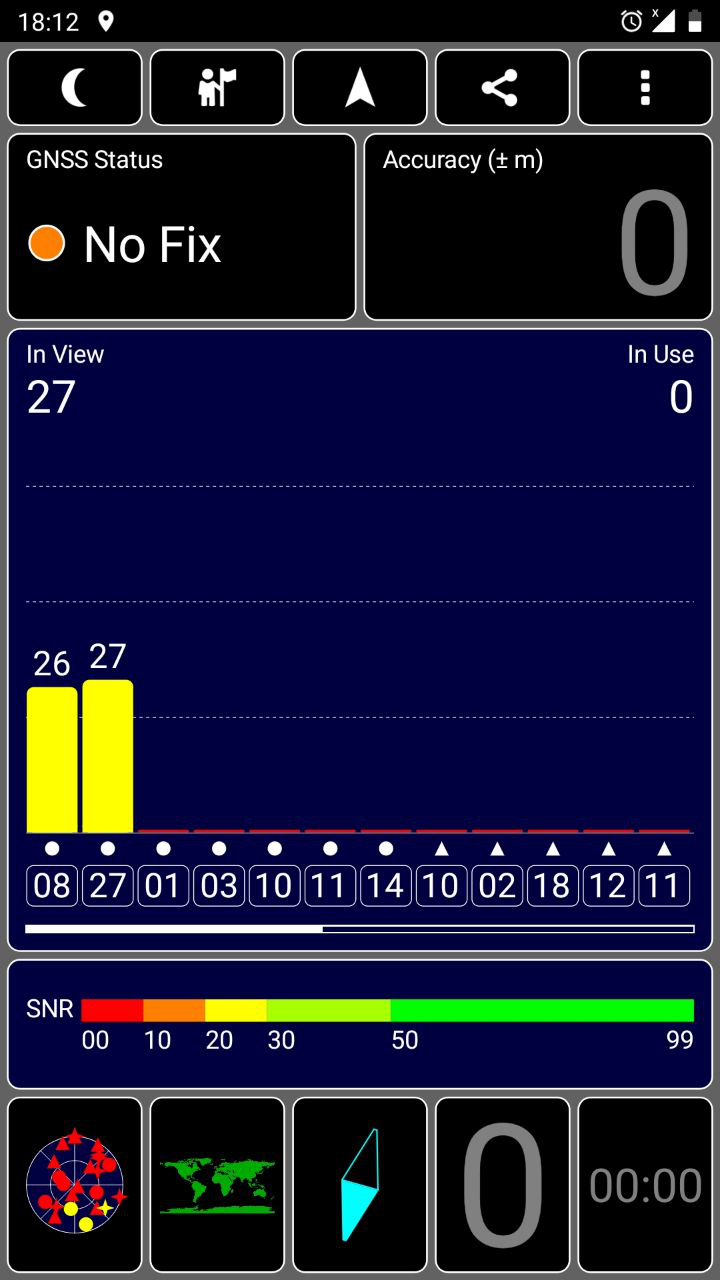 18:12
x
GNSS Status
Accuracy (± m)
No Fix
0
In View
In Use
27
0
26 27
08 27 01 03 10 11 14 10 02 18 12 11
SNR
00 10 20 30 50 99
0
00:00